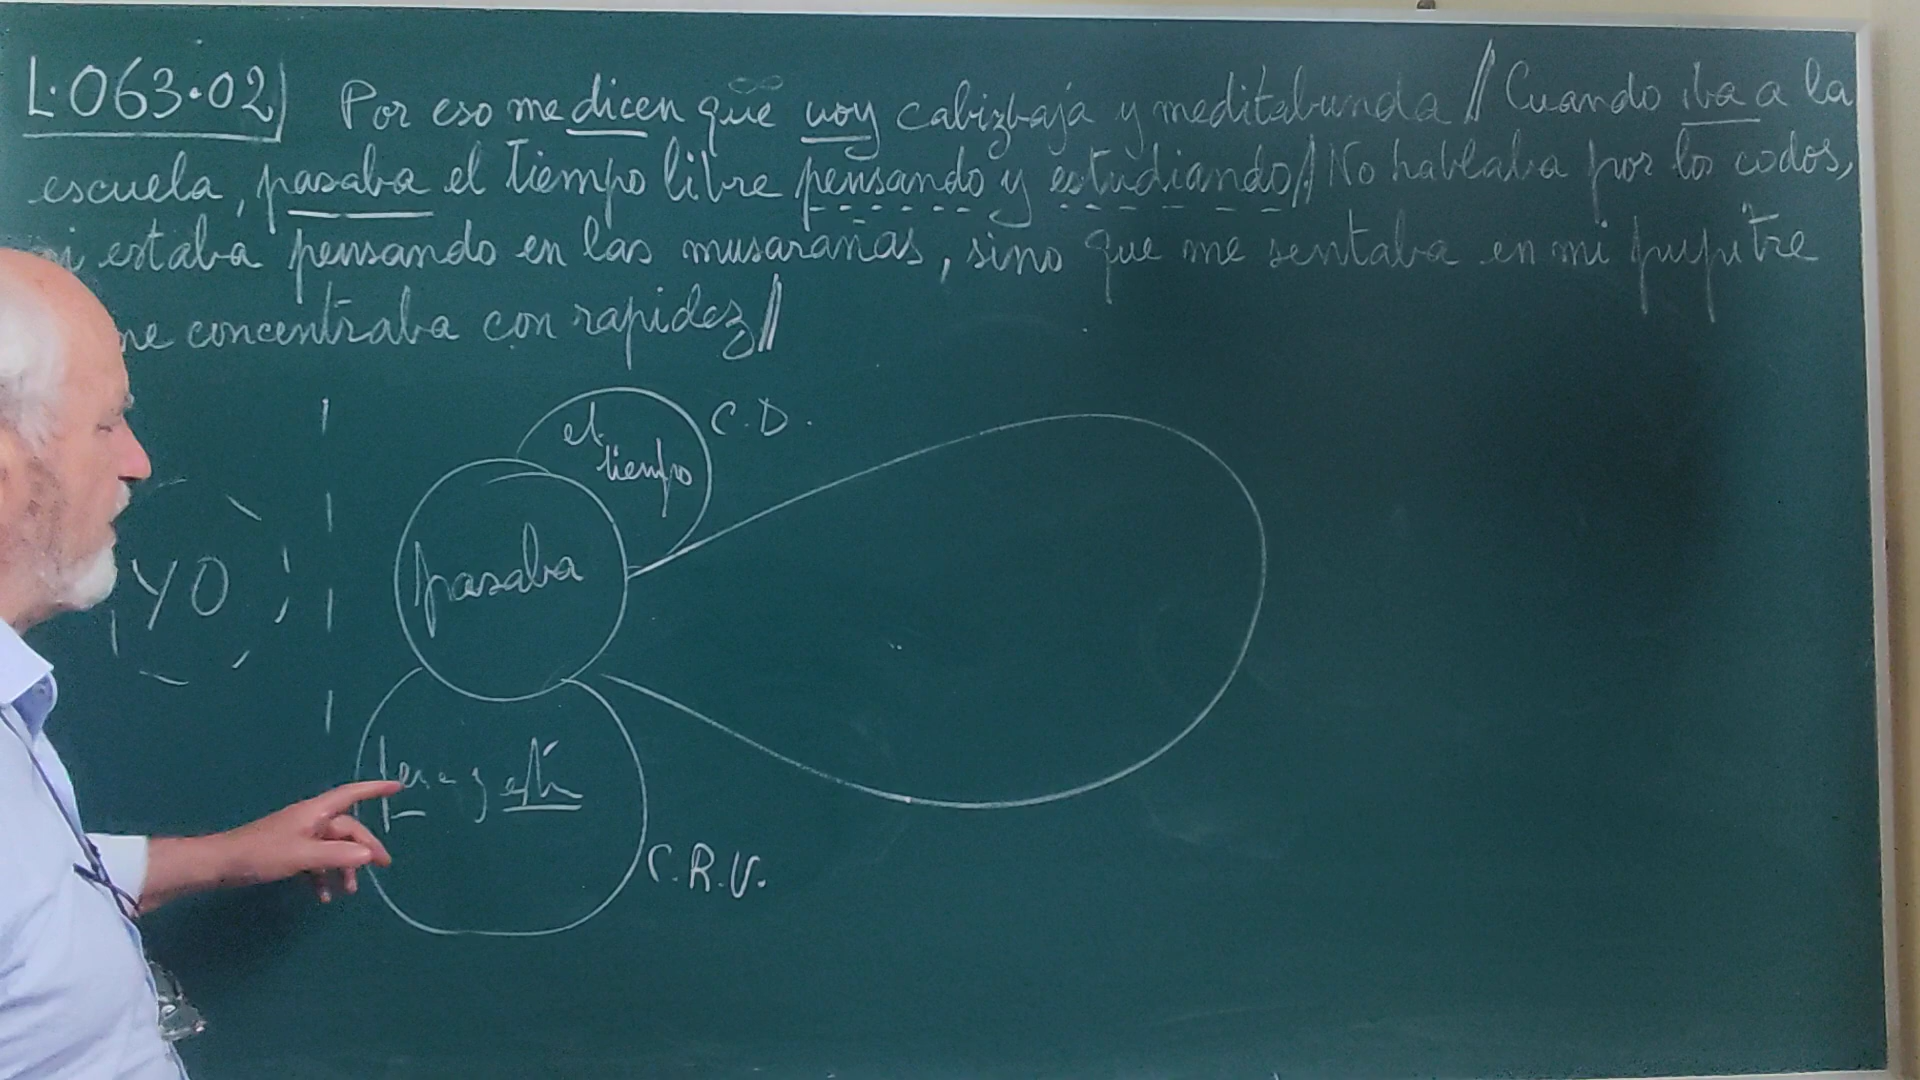 L.063.02) Por eso me dicen que voy cabizbaja y meditabunda // Cuando iba a la
escuela, pasaba el tiempo libre pensando y estudiando // No hablaba por los codos,
ni estaba pensando en las musarañas, sino que me sentaba en mi pupitre
me concentraba con rapidez //
el
tiempo
C.D.
YO
pasaba
C.R.V.